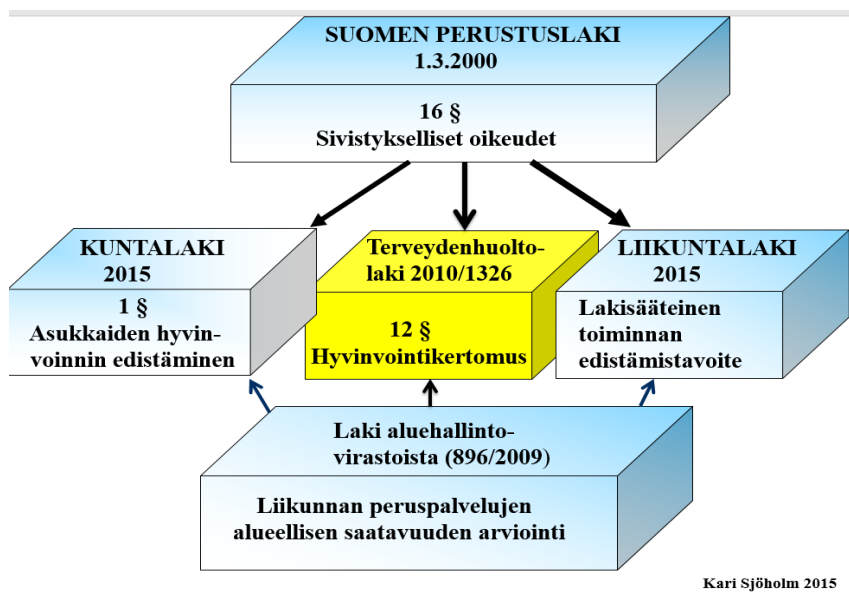 SUOMEN PERUSTUSLAKI
1.3.2000
16 §
Sivistykselliset oikeudet
KUNTALAKI
2015
1 §
Asukkaiden hyvin-
voinnin edistäminen
Terveydenhuolto-
laki 2010/1326
12 §
Hyvinvointikertomus
LIIKUNTALAKI
2015
Lakisääteinen
toiminnan
edistämistavoite
Laki aluehallinto-
virastoista (896/2009)
Liikunnan peruspalvelujen
alueellisen saatavuuden arviointi
Kari Sjöholm 2015